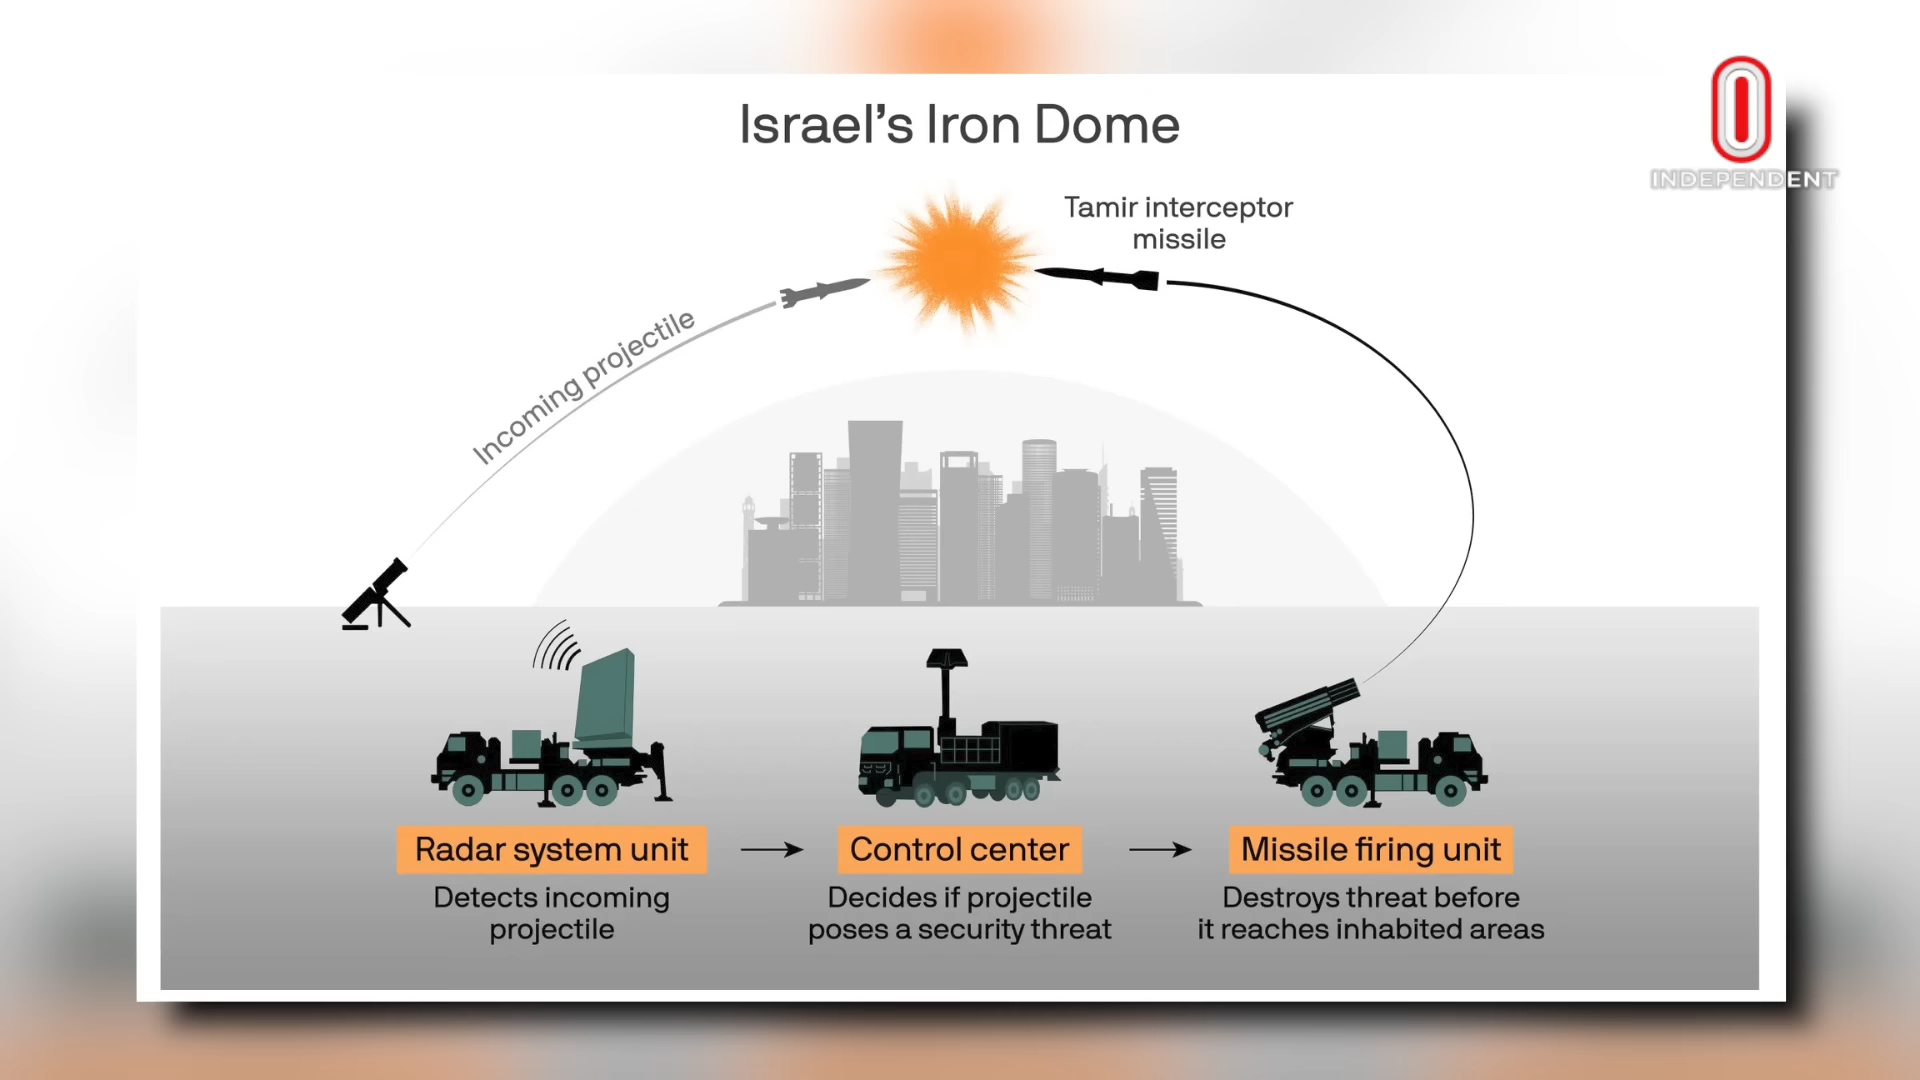 INDEPENDENT
Israel's Iron Dome
Tamir interceptor
missile
Incoming projectile
Radar system unit
Detects incoming
projectile
Control center
Decides if projectile
poses a security threat
Missile firing unit
Destroys threat before
it reaches inhabited areas